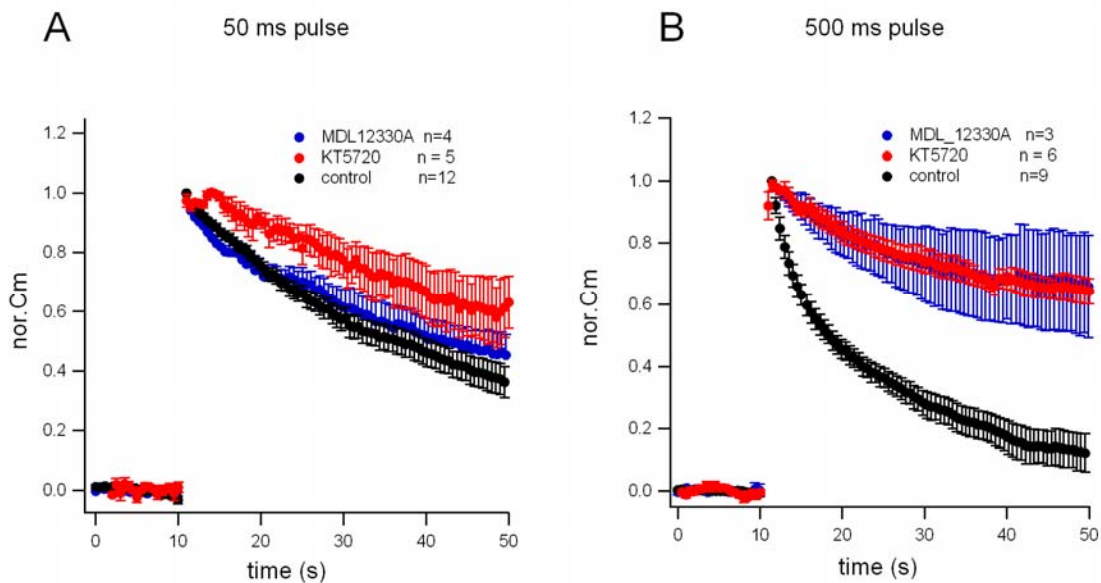 A
50 ms pulse
1.2
1.0
0.8
0.6
0.4
0.2
0.0
nor.Cm
MDL12330A n=4
KT5720 n = 5
control n=12
0 10 20 30 40 50
time (s)
B
500 ms pulse
1.2
1.0
0.8
0.6
0.4
0.2
0.0
nor.Cm
MDL_12330A n=3
KT5720 n = 6
control n=9
0 10 20 30 40 50
time (s)